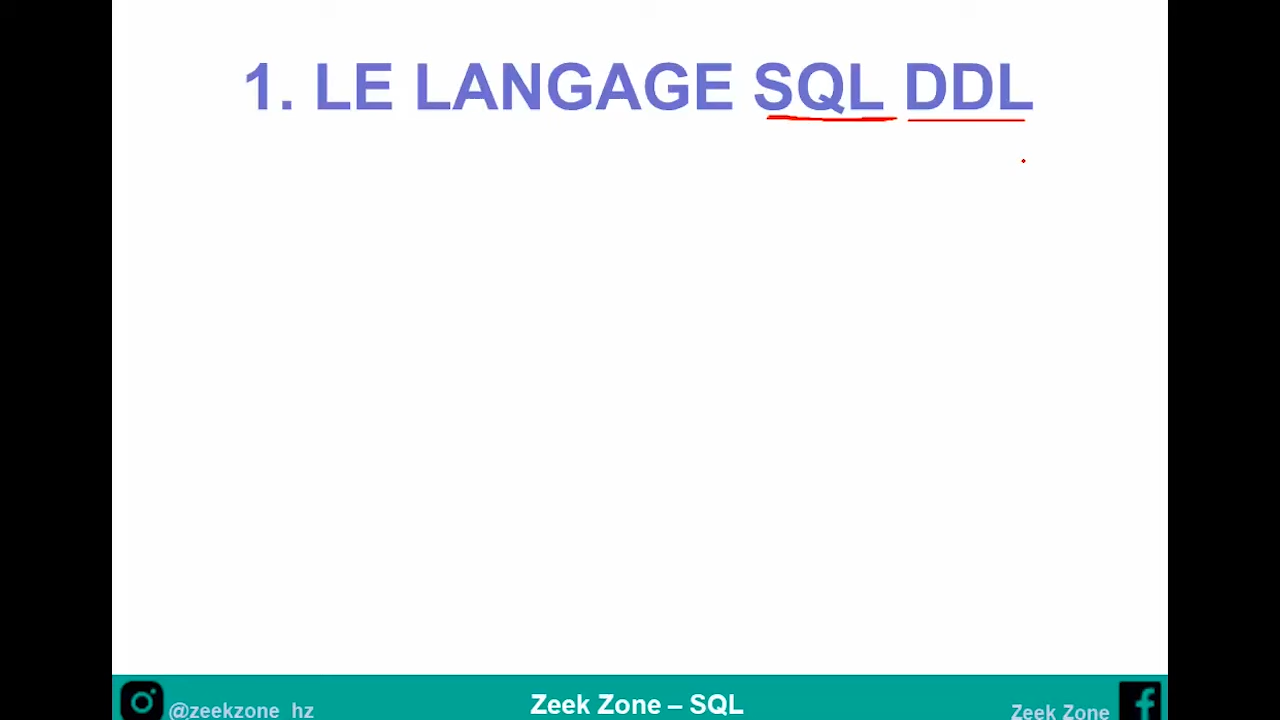 1. LE LANGAGE SQL DDL
@zeekzone_hz
Zeek Zone – SQL
Zeek Zone